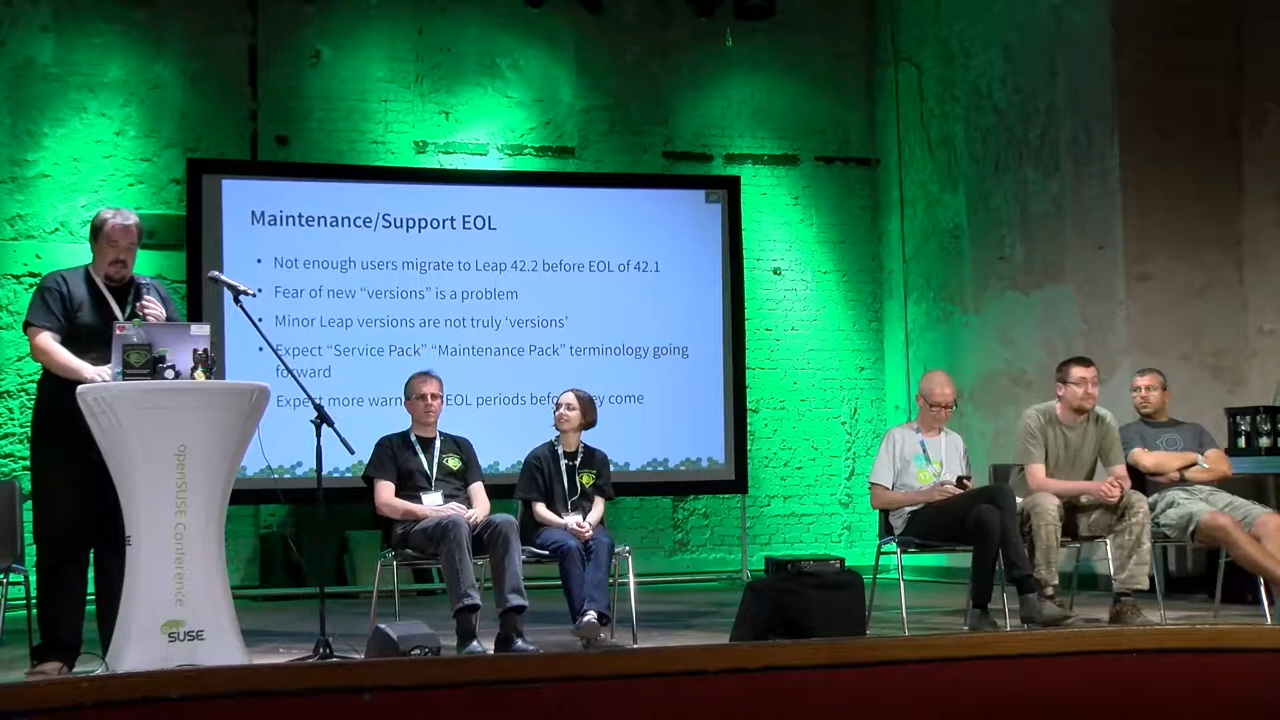 Maintenance/Support EOL
• Not enough users migrate to Leap 42.2 before EOL of 42.1
• Fear of new “versions” is a problem
• Minor Leap versions are not truly ‘versions’
• Expect “Service Pack” “Maintenance Pack” terminology going
forward
Expect more EOL periods come
openSUSE Conference
SUSE